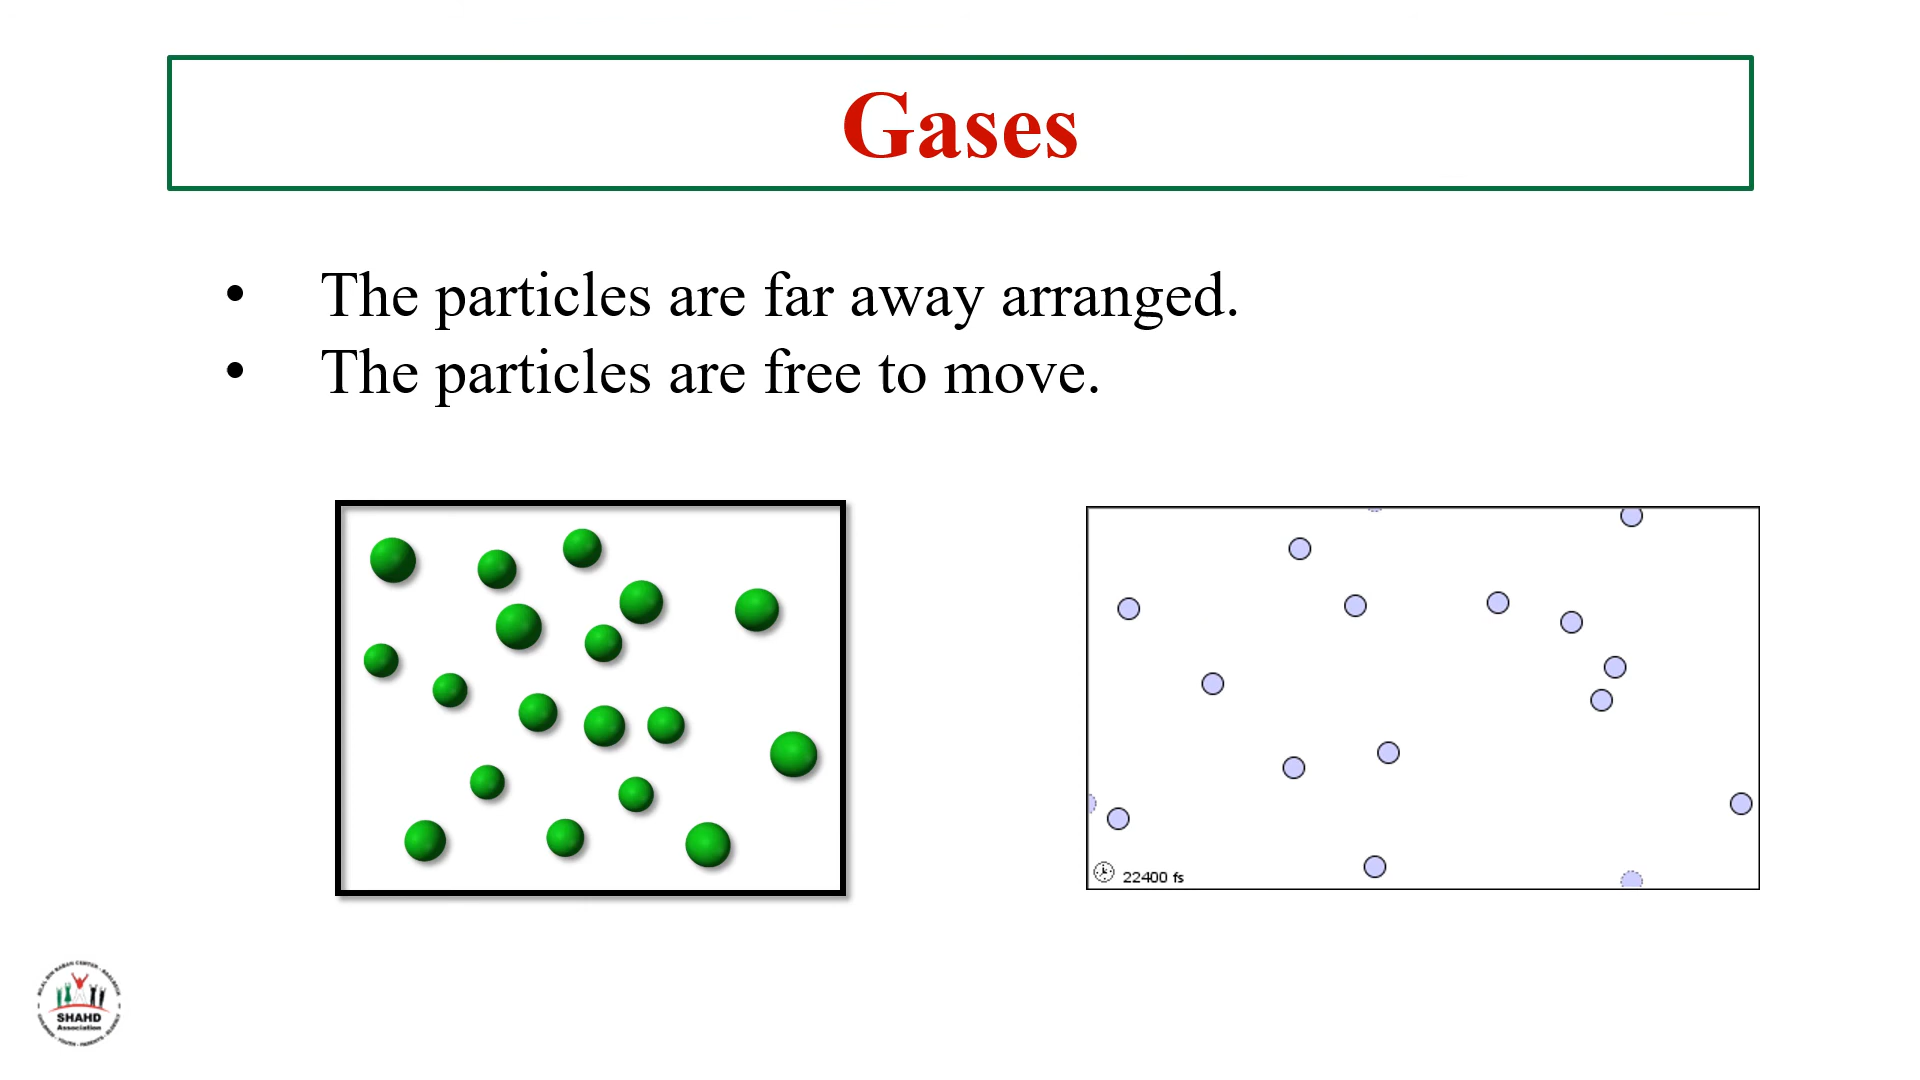 Gases
• The particles are far away arranged.
• The particles are free to move.
22400 fs
SHAHD
Association